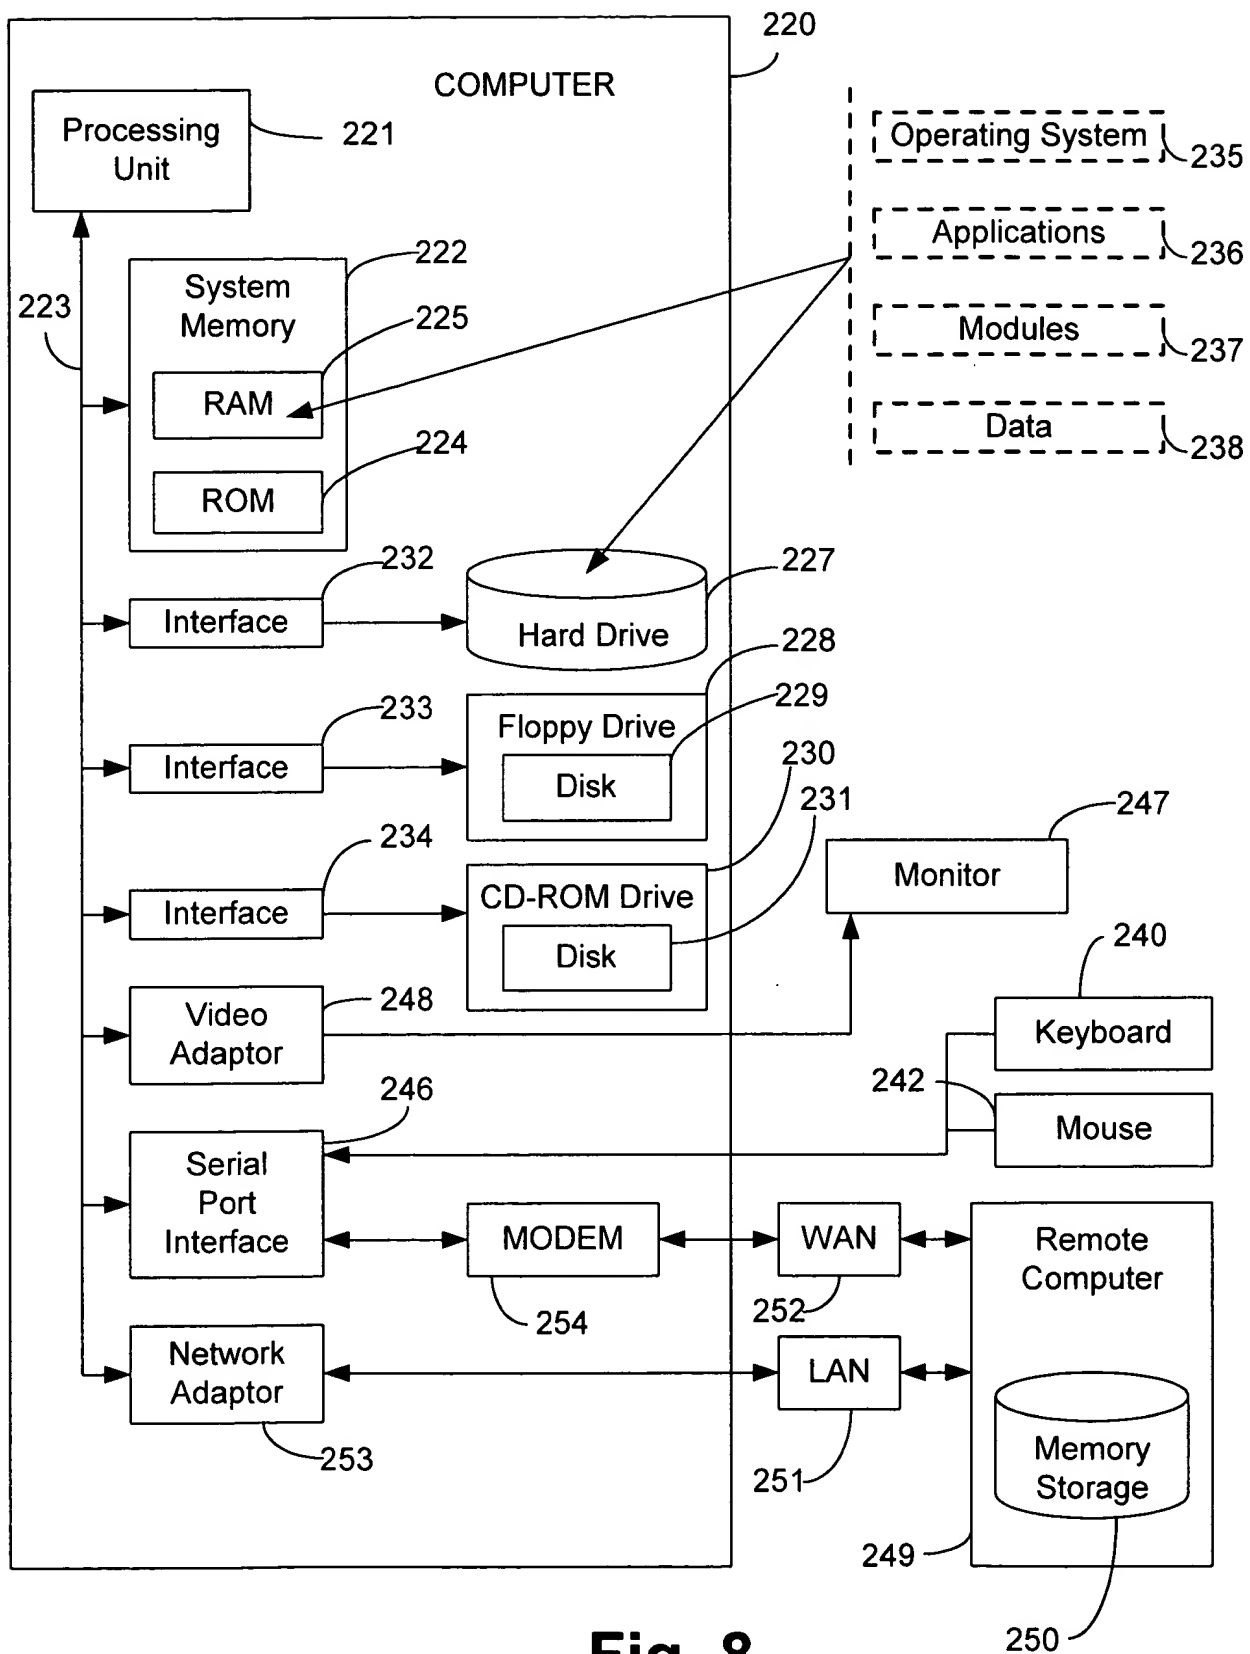 220
COMPUTER
Processing
Unit
221
Operating System
235
Applications
236
Modules
237
Data
238
222
System
Memory
223
225
RAM
224
ROM
232
Interface
227
Hard Drive
228
233
229
Floppy Drive
Interface
Disk
230
231
234
CD-ROM Drive
Interface
Disk
247
Monitor
248
Video
Adaptor
240
Keyboard
242
Mouse
246
Serial
Port
Interface
MODEM
254
WAN
252
Remote
Computer
Network
Adaptor
253
LAN
251
Memory
Storage
249
250
Fig. 8